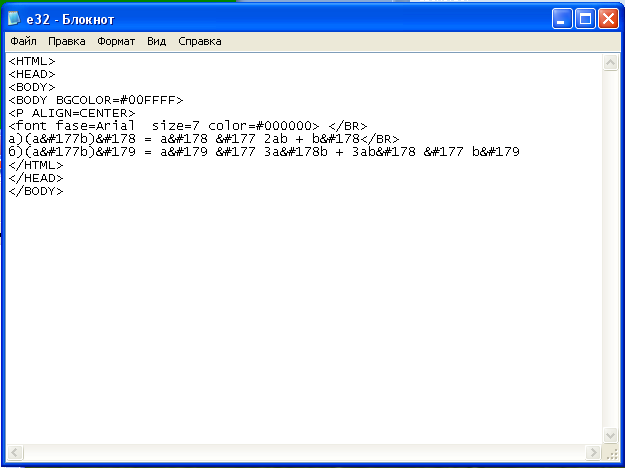 e32 - Блокнот
Файл Правка Формат Вид Справка
<HTML>
<HEAD>
<BODY>
<BODY BGCOLOR=#00FFFF>
<P ALIGN=CENTER>
<font fase=Arial  size=7 color=#000000> </BR>
а)(a&#177b)&#178 = a&#178 &#177 2ab + b&#178</BR>
б)(a&#177b)&#179 = a&#179 &#177 3a&#178b + 3ab&#178 &#177 b&#179
</HTML>
</HEAD>
</BODY>